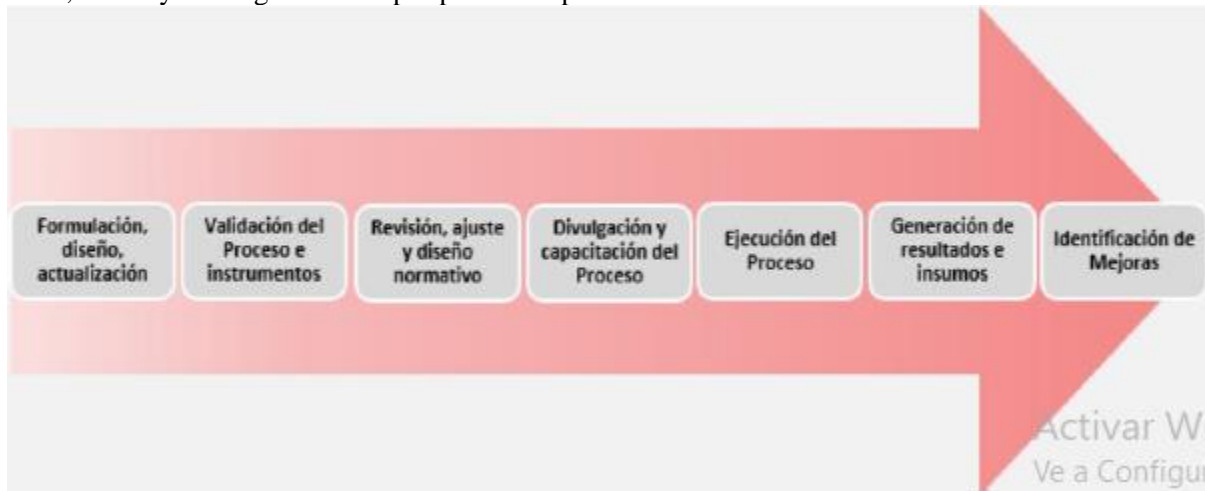 Formulación,
diseño,
actualización
Validación del
Proceso e
instrumentos
Revisión, ajuste
y diseño
normativo
Divulgación y
capacitación del
Proceso
Ejecución del
Proceso
Generación de
resultados e
insumos
Identificación de
Mejoras
Activar W
Ve a Configur